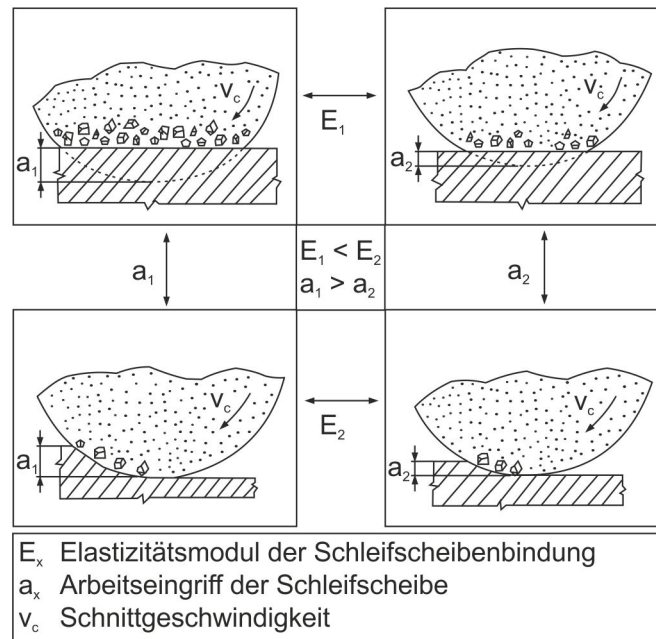 v_c
a₁
E₁
v_c
a₂
a₁
E₁ < E₂
a₁ > a₂
a₂
v_c
a₁
E₂
v_c
a₂
Eₓ Elastizitätsmodul der Schleifscheibenbindung
aₓ Arbeitseingriff der Schleifscheibe
v_c Schnittgeschwindigkeit